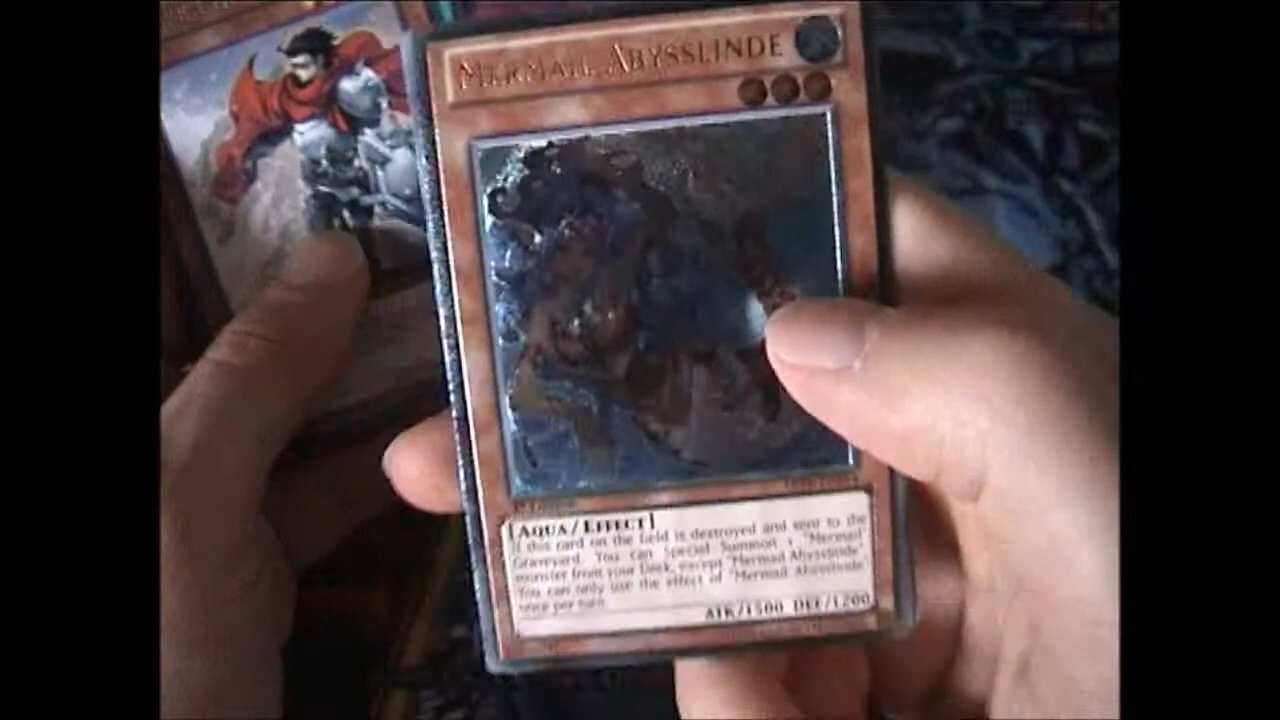 MERMAIL ABYSSLINDE
[AQUA/EFFECT]
If this card on the field is destroyed and sent to the
Graveyard: You can Special Summon 1 "Mermail"
monster from your Deck, except "Mermail Abysslinde".
You can only use the effect of "Mermail Abysslinde"
once per turn.
ATK/1500 DEF/1200